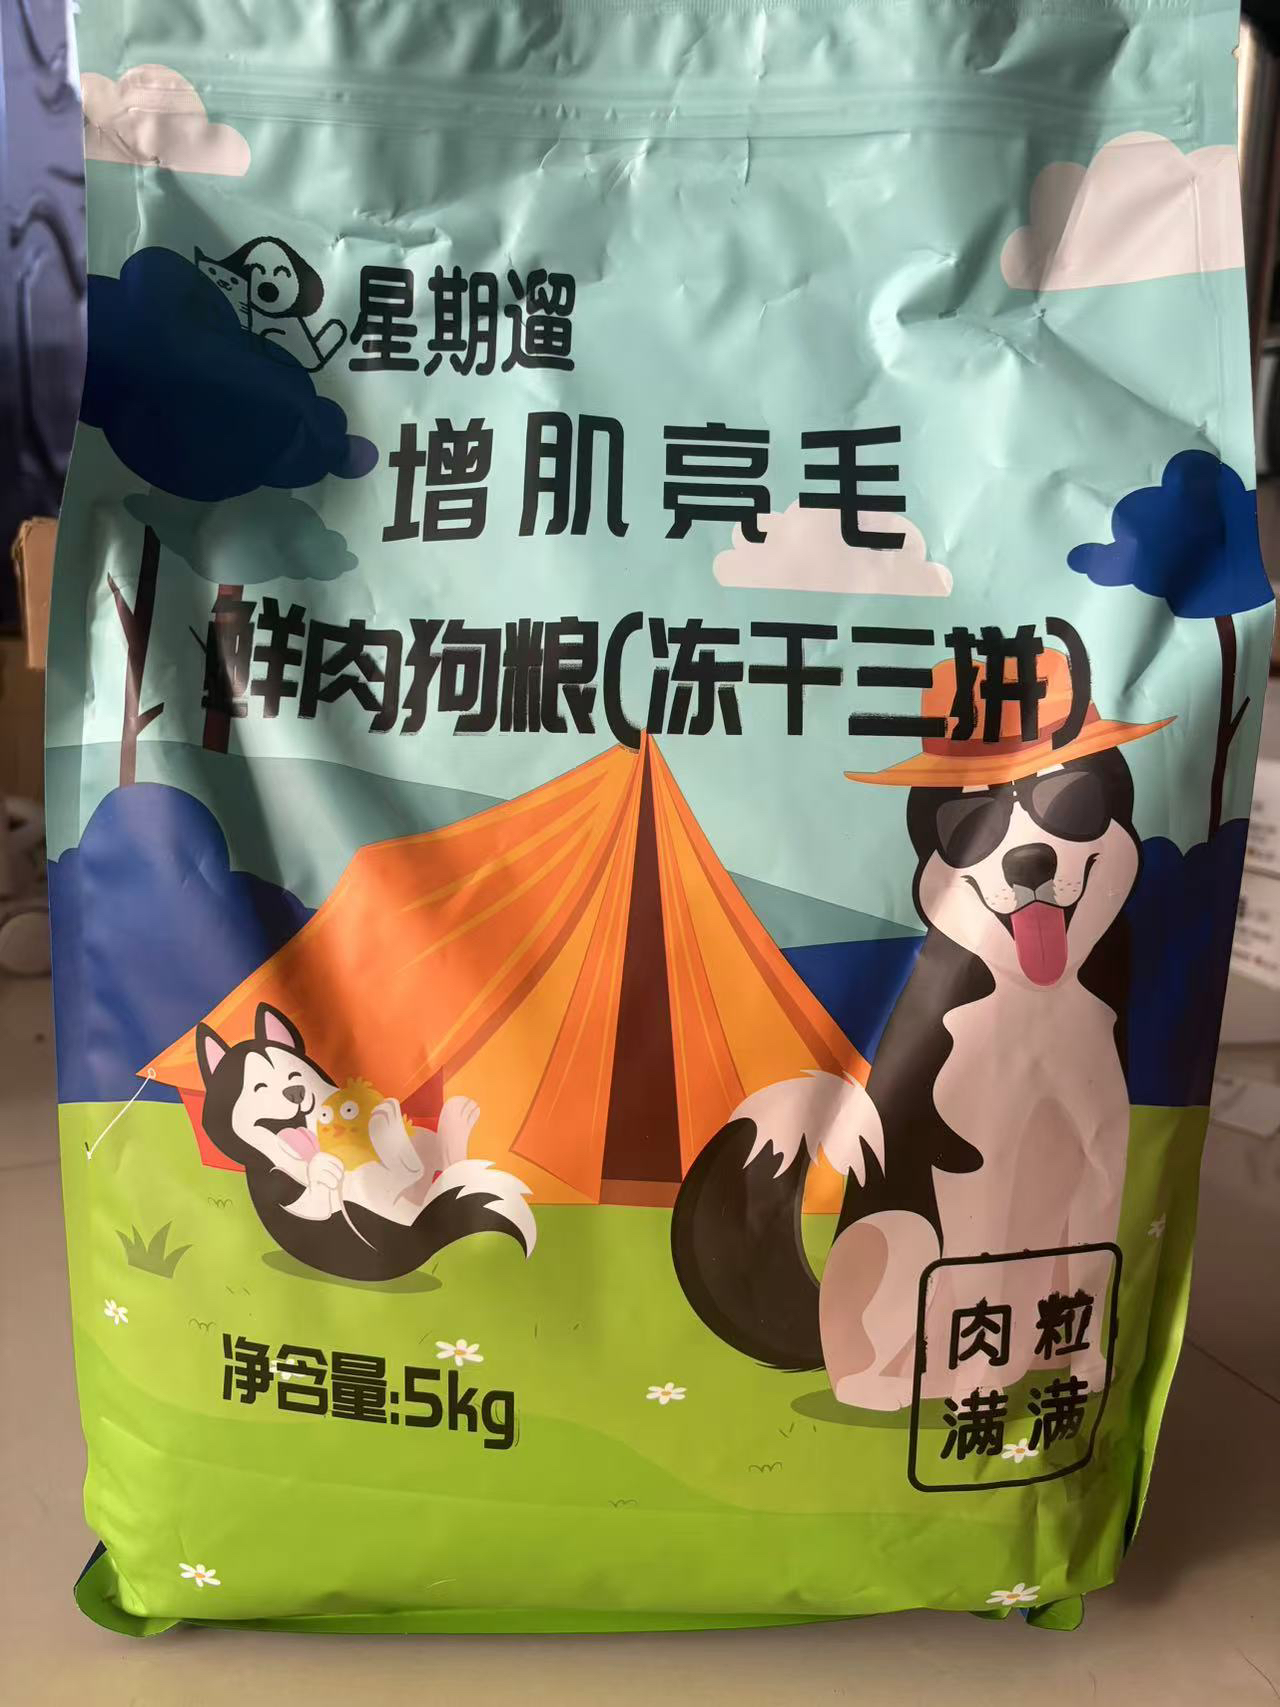 星期遛
增肌亮毛
鲜肉狗粮(冻干三拼)
净含量:5kg
肉粒
满满